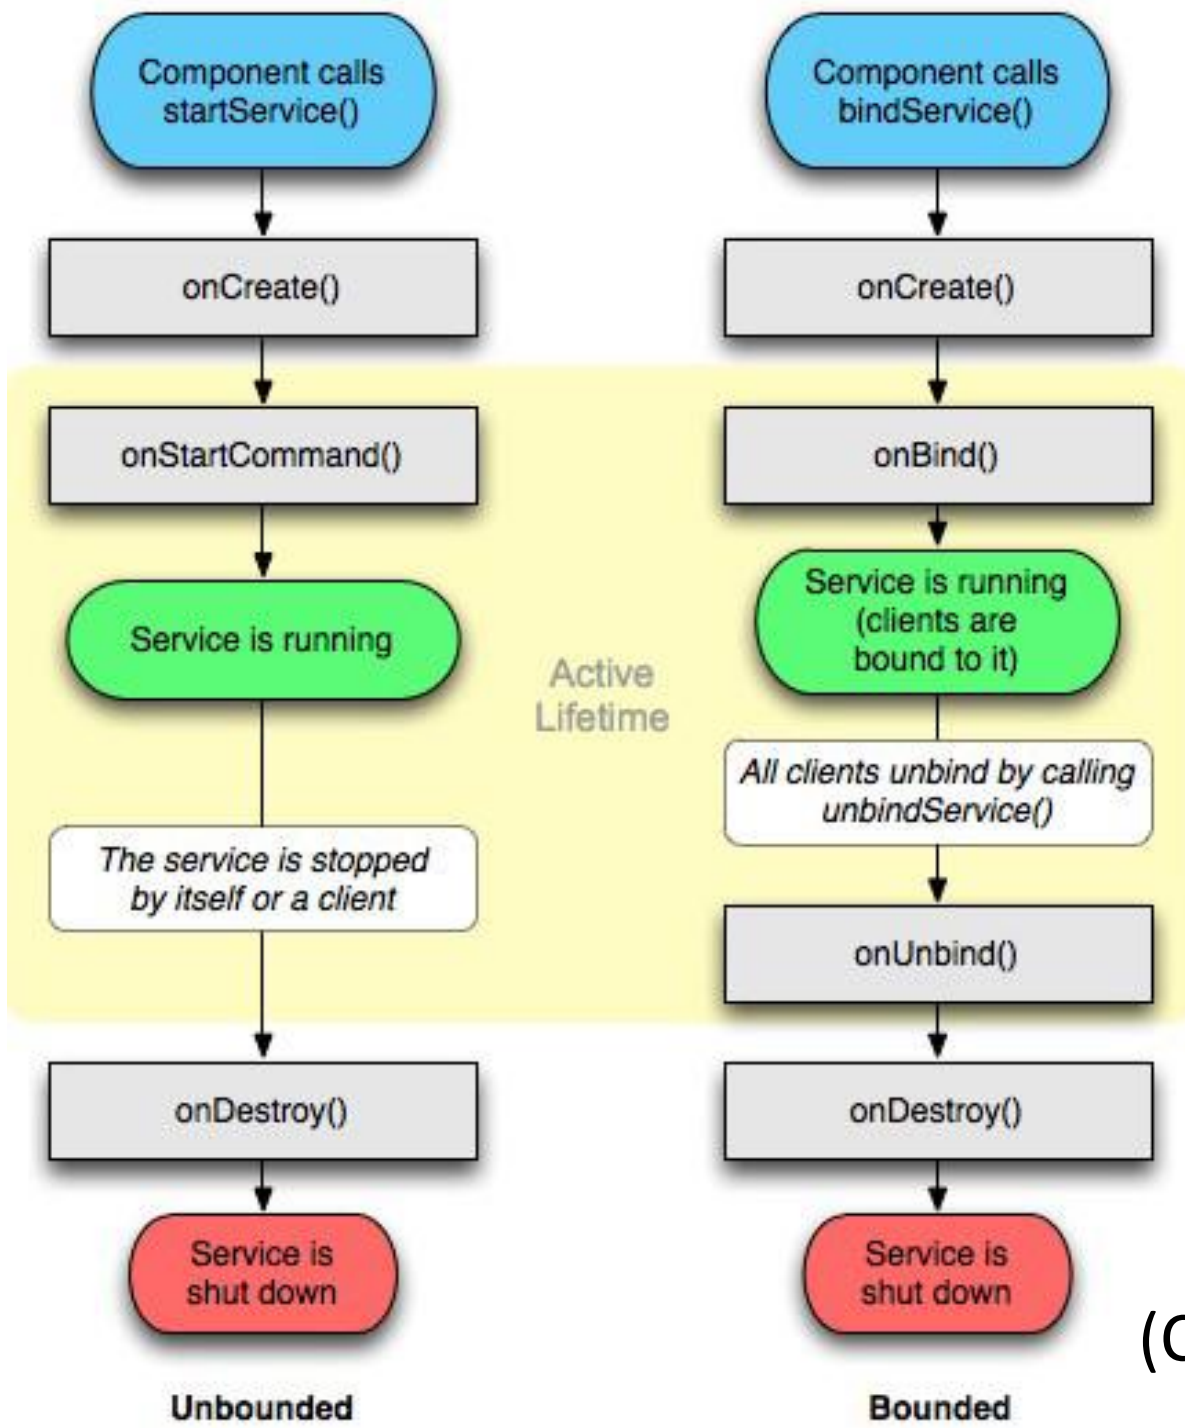 Component calls
startService()
onCreate()
onStartCommand()
Service is running
The service is stopped
by itself or a client
onDestroy()
Service is
shut down
Unbounded
Active
Lifetime
Component calls
bindService()
onCreate()
onBind()
Service is running
(clients are
bound to it)
All clients unbind by calling
unbindService()
onUnbind()
onDestroy()
Service is
shut down
Bounded